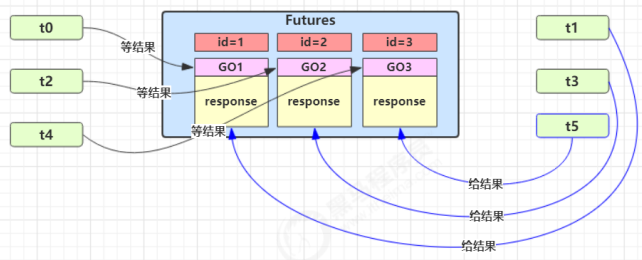 Futures
t0
t1
id=1
id=2
id=3
等结果
GO1
GO2
GO3
t2
t3
等结果
response
response
response
t4
等结果
t5
给结果
给结果
给结果